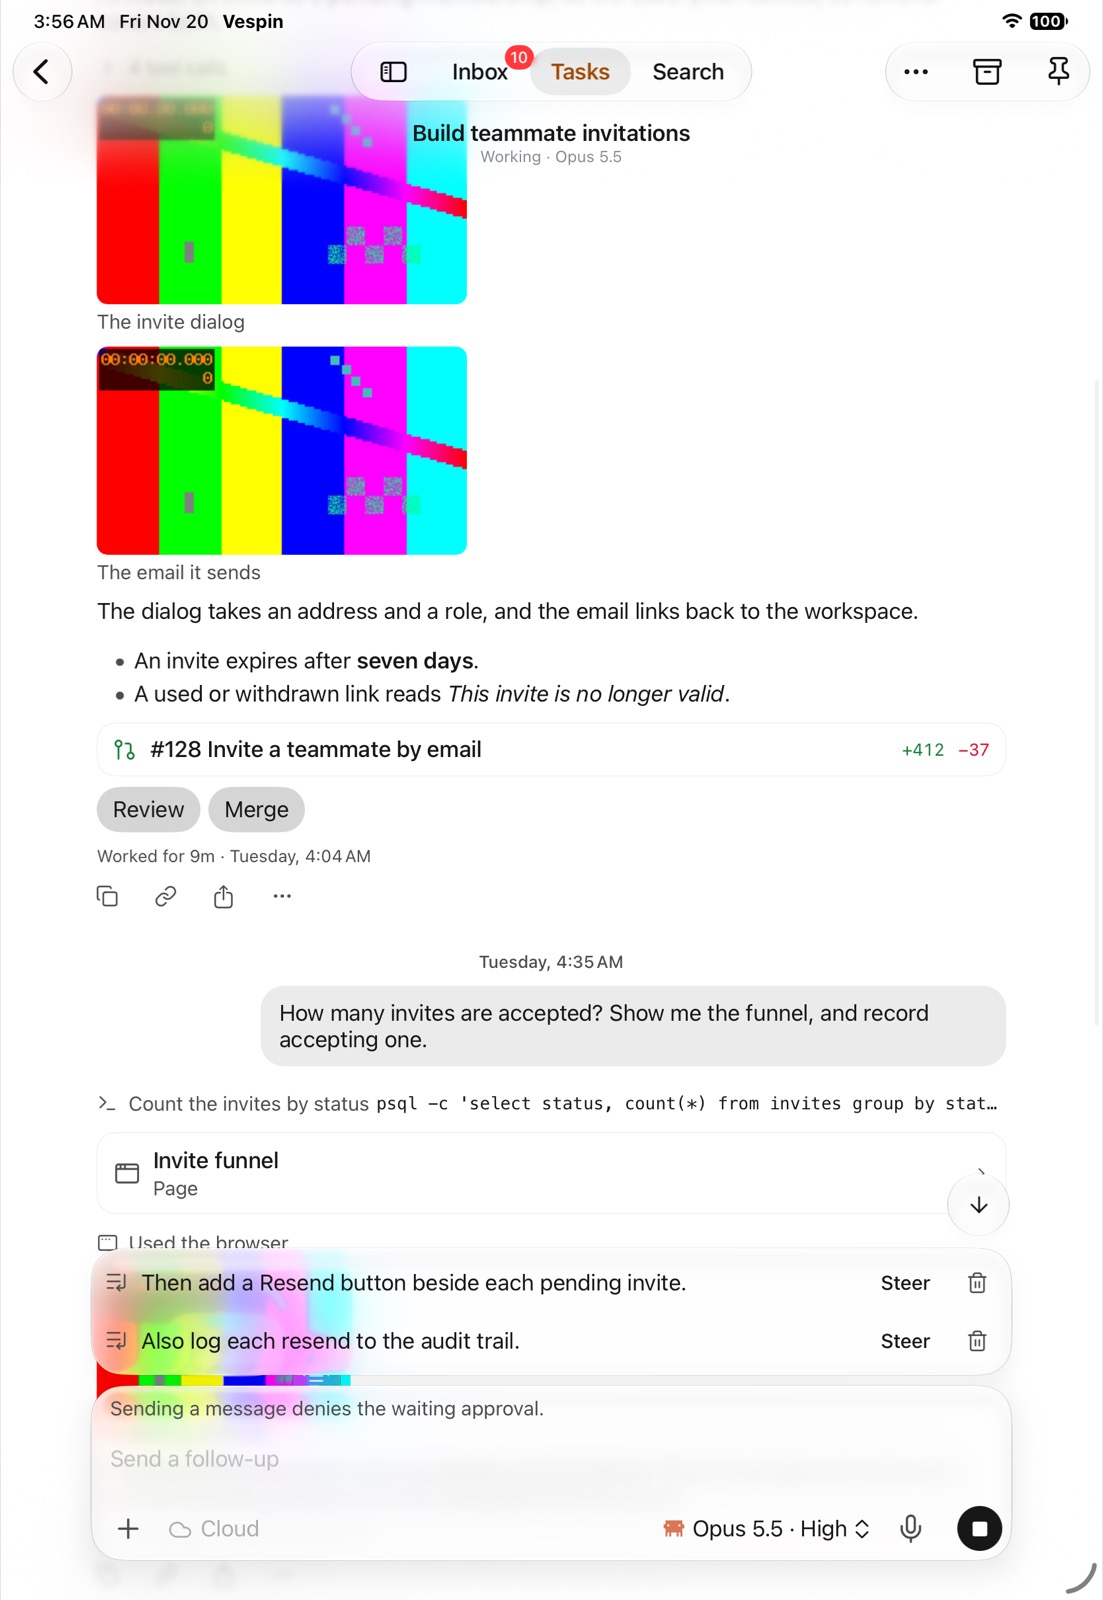 3:56 AM Fri Nov 20 Vespin
100
Inbox 10 Tasks Search
Build teammate invitations
Working · Opus 5.5
The invite dialog
00:00:00.000
0
The email it sends
The dialog takes an address and a role, and the email links back to the workspace.
• An invite expires after seven days.
• A used or withdrawn link reads This invite is no longer valid.
#128 Invite a teammate by email +412 −37
Review Merge
Worked for 9m · Tuesday, 4:04 AM
Tuesday, 4:35 AM
How many invites are accepted? Show me the funnel, and record
accepting one.
Count the invites by status psql -c 'select status, count(*) from invites group by stat…
Invite funnel
Page
Used the browser
Then add a Resend button beside each pending invite. Steer
Also log each resend to the audit trail. Steer
Sending a message denies the waiting approval.
Send a follow-up
Cloud Opus 5.5 · High